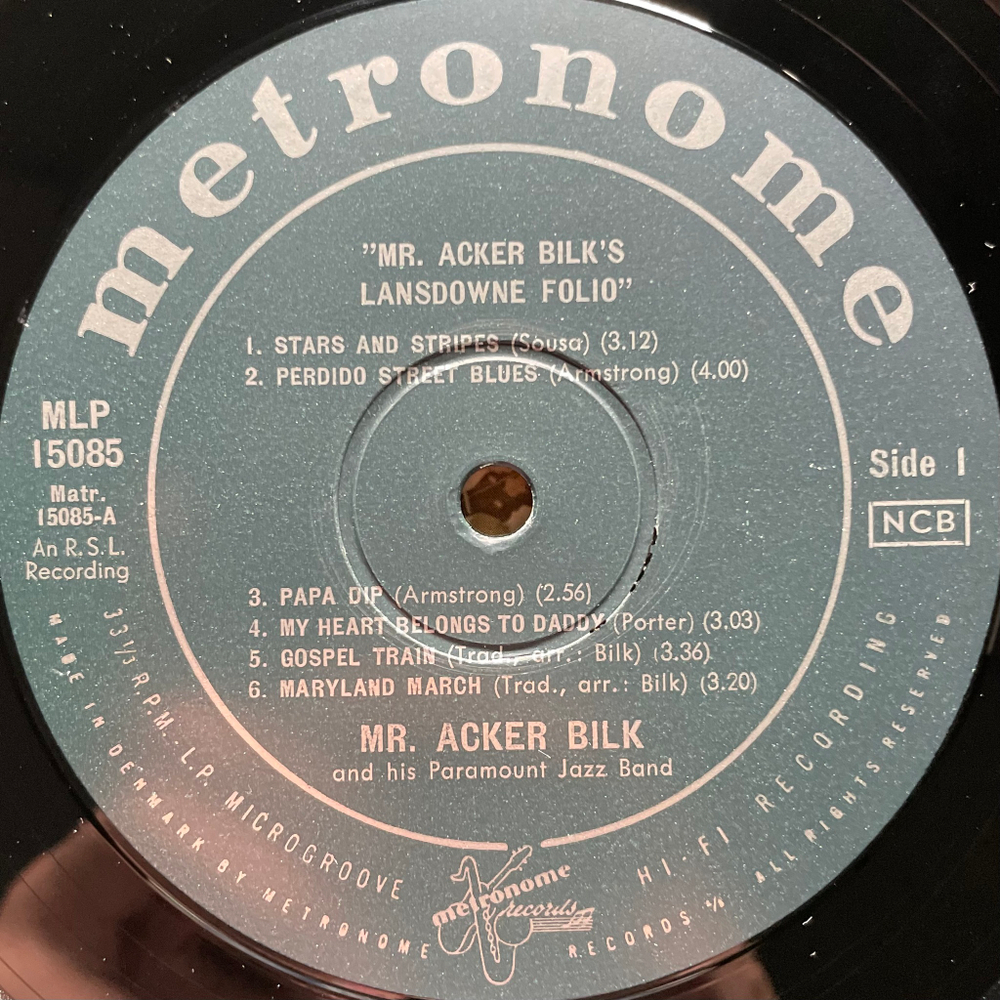 metronome
”MR. ACKER BILK'S
LANSDOWNE FOLIO”
1. STARS AND STRIPES (Sousa) (3.12)
2. PERDIDO STREET BLUES (Armstrong) (4.00)
MLP
15085
Matr.
15085-A
An R.S.L.
Recording
Side 1
NCB
3. PAPA DIP (Armstrong) (2.56)
4. MY HEART BELONGS TO DADDY (Porter) (3.03)
5. GOSPEL TRAIN (Trad., arr.: Bilk) (3.36)
6. MARYLAND MARCH (Trad., arr.: Bilk) (3.20)
MR. ACKER BILK
and his Paramount Jazz Band
33 1/3 R.P.M. - L.P. MICROGROOVE
HI-FI RECORDING
MADE IN DENMARK BY METRONOME RECORDS A/S ALL RIGHTS RESERVED
metronome
records